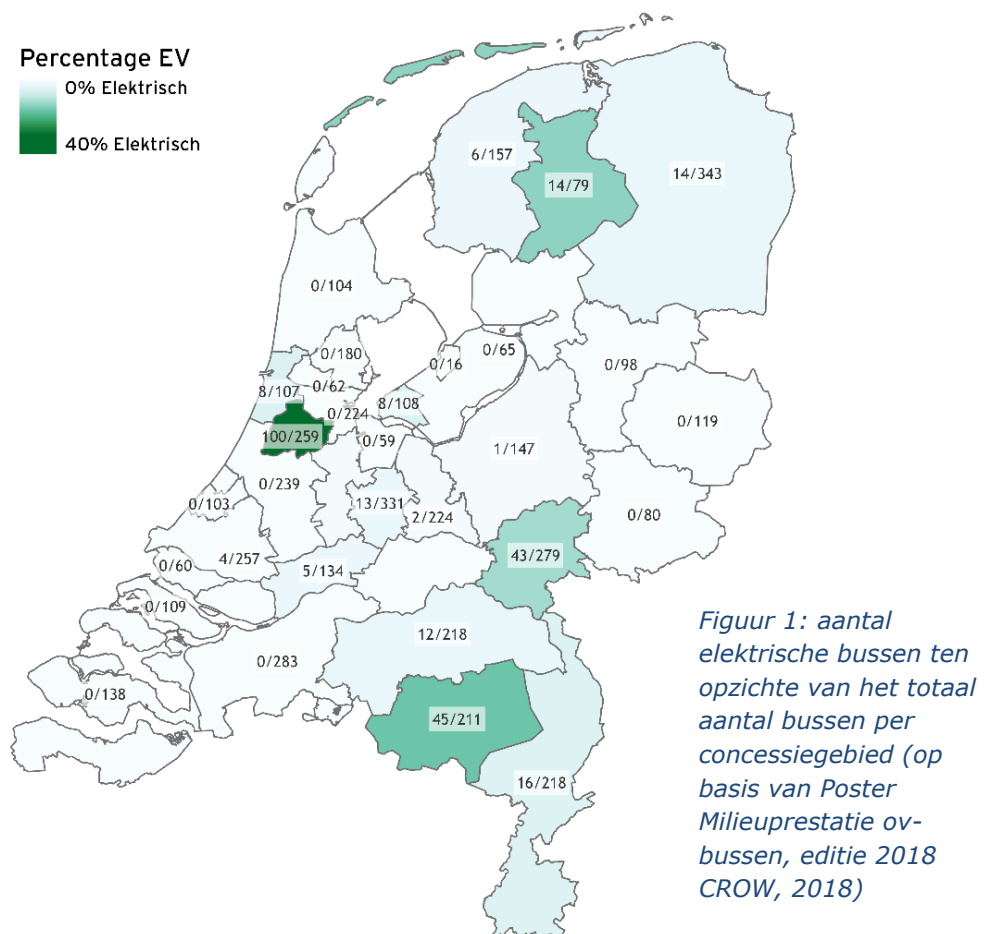 Percentage EV
0% Elektrisch
40% Elektrisch
6/157
14/79
14/343
0/104
0/180
0/16
0/65
0/98
0/62
8/107
0/224
8/108
100/259
0/59
0/119
1/147
0/239
0/103
13/331
2/224
0/80
4/257
0/60
5/134
43/279
0/109
12/218
0/283
0/138
45/211
16/218
Figuur 1: aantal
elektrische bussen ten
opzichte van het totaal
aantal bussen per
concessiegebied (op
basis van Poster
Milieuprestatie ov-
bussen, editie 2018
CROW, 2018)